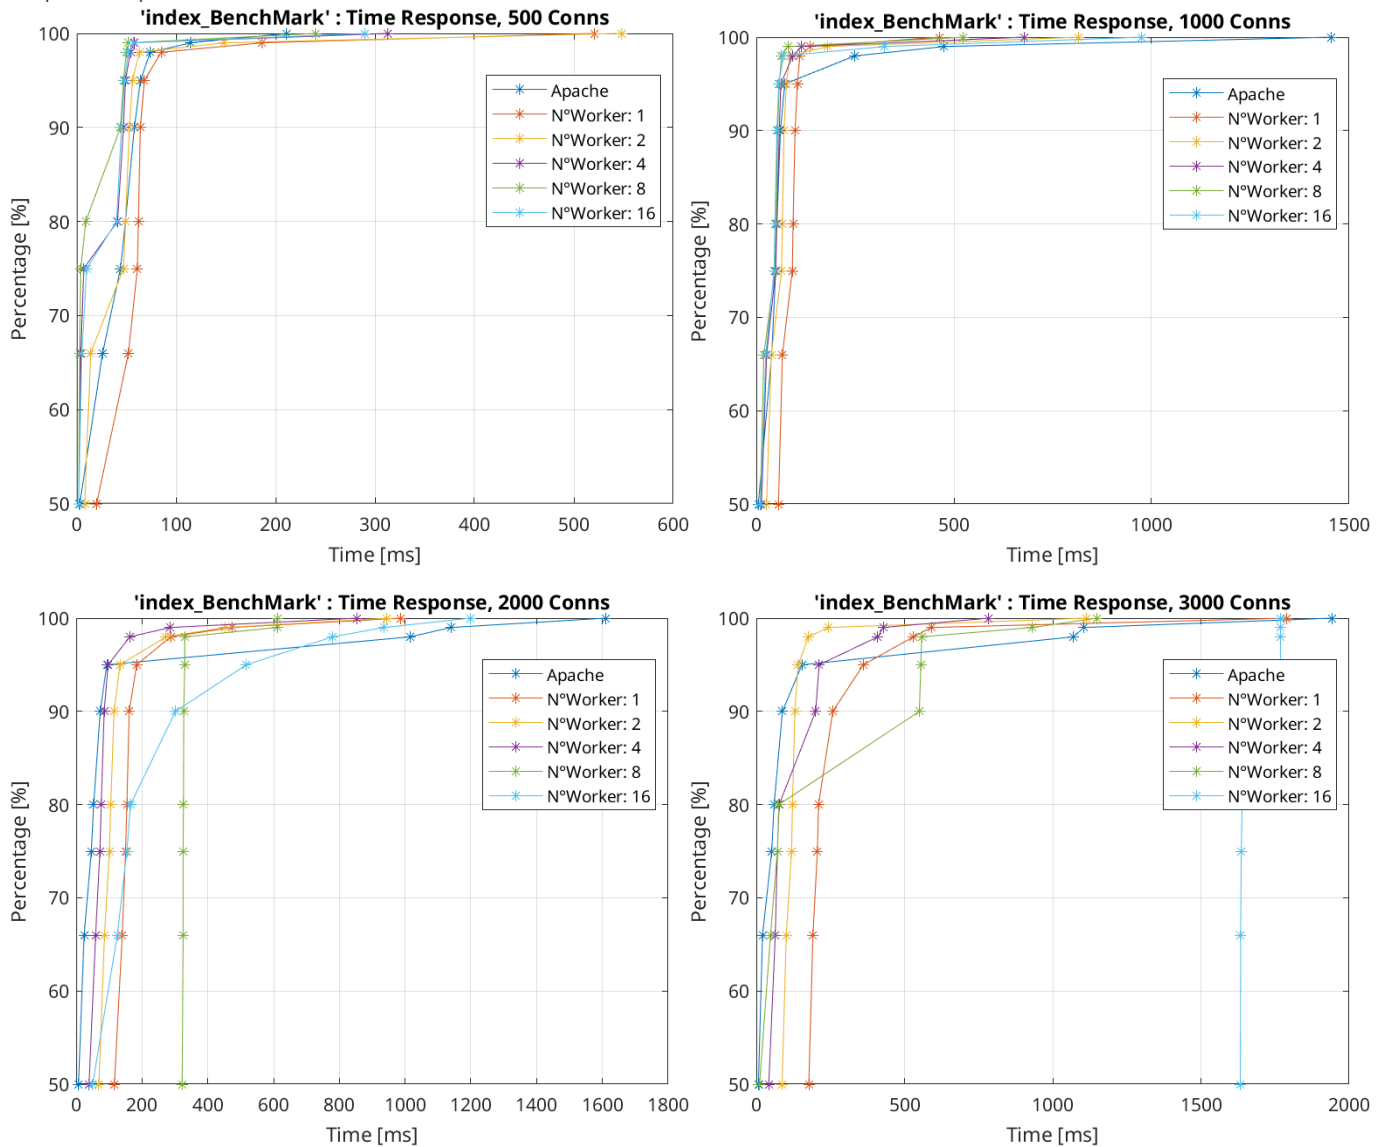 'index_BenchMark' : Time Response, 500 Conns
100
90
80
70
60
50
Percentage [%]
0 100 200 300 400 500 600
Time [ms]
Apache
N°Worker: 1
N°Worker: 2
N°Worker: 4
N°Worker: 8
N°Worker: 16
'index_BenchMark' : Time Response, 1000 Conns
100
90
80
70
60
50
Percentage [%]
0 500 1000 1500
Time [ms]
Apache
N°Worker: 1
N°Worker: 2
N°Worker: 4
N°Worker: 8
N°Worker: 16
'index_BenchMark' : Time Response, 2000 Conns
100
90
80
70
60
50
Percentage [%]
0 200 400 600 800 1000 1200 1400 1600 1800
Time [ms]
Apache
N°Worker: 1
N°Worker: 2
N°Worker: 4
N°Worker: 8
N°Worker: 16
'index_BenchMark' : Time Response, 3000 Conns
100
90
80
70
60
50
Percentage [%]
0 500 1000 1500 2000
Time [ms]
Apache
N°Worker: 1
N°Worker: 2
N°Worker: 4
N°Worker: 8
N°Worker: 16